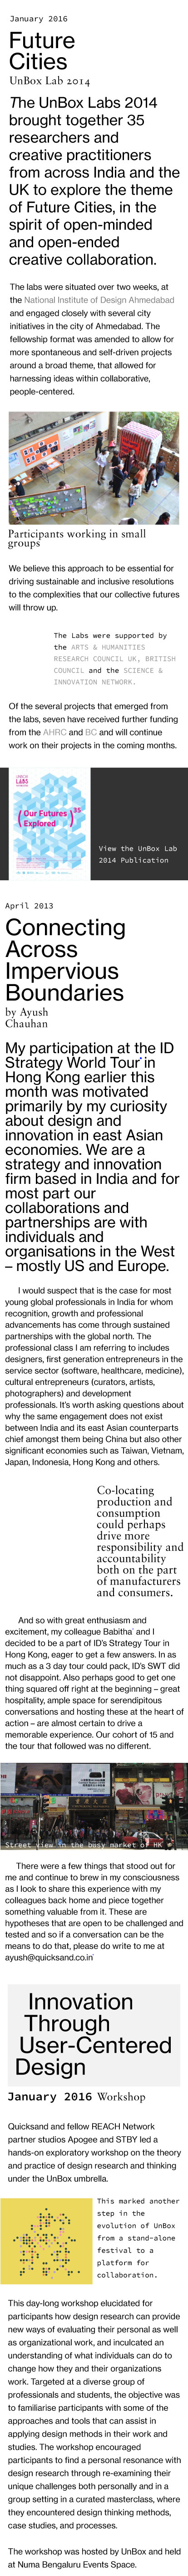 January 2016
Future
Cities
UnBox Lab 2014
The UnBox Labs 2014
brought together 35
researchers and
creative practitioners
from across India and the
UK to explore the theme
of Future Cities, in the
spirit of open-minded
and open-ended
creative collaboration.
The labs were situated over two weeks, at
the National Institute of Design Ahmedabad
and engaged closely with several city
initiatives in the city of Ahmedabad. The
fellowship format was amended to allow for
more spontaneous and self-driven projects
around a broad theme, that allowed for
harnessing ideas within collaborative,
people-centered.
Participants working in small
groups
We believe this approach to be essential for
driving sustainable and inclusive resolutions
to the complexities that our collective futures
will throw up.
The Labs were supported by
the ARTS & HUMANITIES
RESEARCH COUNCIL UK, BRITISH
COUNCIL and the SCIENCE &
INNOVATION NETWORK.
Of the several projects that emerged from
the labs, seven have received further funding
from the AHRC and BC and will continue
work on their projects in the coming months.
UNBOX
LABS
(Our Futures
Explored) 35
View the UnBox Lab
2014 Publication
April 2013
Connecting
Across
Impervious
Boundaries
by Ayush
Chauhan
My participation at the ID
Strategy World Tour in
Hong Kong earlier this
month was motivated
primarily by my curiosity
about design and
innovation in east Asian
economies. We are a
strategy and innovation
firm based in India and for
most part our
collaborations and
partnerships are with
individuals and
organisations in the West
– mostly US and Europe.
I would suspect that is the case for most
young global professionals in India for whom
recognition, growth and professional
advancements has come through sustained
partnerships with the global north. The
professional class I am referring to includes
designers, first generation entrepreneurs in the
service sector (software, healthcare, medicine),
cultural entrepreneurs (curators, artists,
photographers) and development
professionals. It's worth asking questions about
why the same engagement does not exist
between India and its east Asian counterparts
chief amongst them being China but also other
significant economies such as Taiwan, Vietnam,
Japan, Indonesia, Hong Kong and others.
Co-locating
production and
consumption
could perhaps
drive more
responsibility and
accountability
both on the part
of manufacturers
and consumers.
And so with great enthusiasm and
excitement, my colleague Babitha and I
decided to be a part of ID's Strategy Tour in
Hong Kong, eager to get a few answers. In as
much as a 3 day tour could pack, ID's SWT did
not disappoint. Also perhaps good to get one
thing squared off right at the beginning – great
hospitality, ample space for serendipitous
conversations and hosting these at the heart of
action – are almost certain to drive a
memorable experience. Our cohort of 15 and
the tour that followed was no different.
Street view in the busy market of HK
There were a few things that stood out for
me and continue to brew in my consciousness
as I look to share this experience with my
colleagues back home and piece together
something valuable from it. These are
hypotheses that are open to be challenged and
tested and so if a conversation can be the
means to do that, please do write to me at
ayush@quicksand.co.in
Innovation
Through
User-Centered
Design
January 2016 Workshop
Quicksand and fellow REACH Network
partner studios Apogee and STBY led a
hands-on exploratory workshop on the theory
and practice of design research and thinking
under the UnBox umbrella.
This marked another
step in the
evolution of UnBox
from a stand-alone
festival to a
platform for
collaboration.
This day-long workshop elucidated for
participants how design research can provide
new ways of evaluating their personal as well
as organizational work, and inculcated an
understanding of what individuals can do to
change how they and their organizations
work. Targeted at a diverse group of
professionals and students, the objective was
to familiarise participants with some of the
approaches and tools that can assist in
applying design methods in their work and
studies. The workshop encouraged
participants to find a personal resonance with
design research through re-examining their
unique challenges both personally and in a
group setting in a curated masterclass, where
they encountered design thinking methods,
case studies, and processes.
The workshop was hosted by UnBox and held
at Numa Bengaluru Events Space.